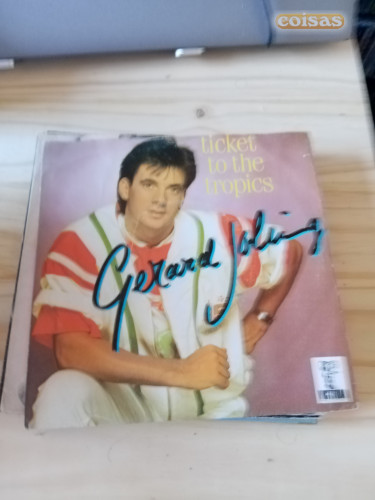 coisas
ticket
to the
tropics
Gerard Joling